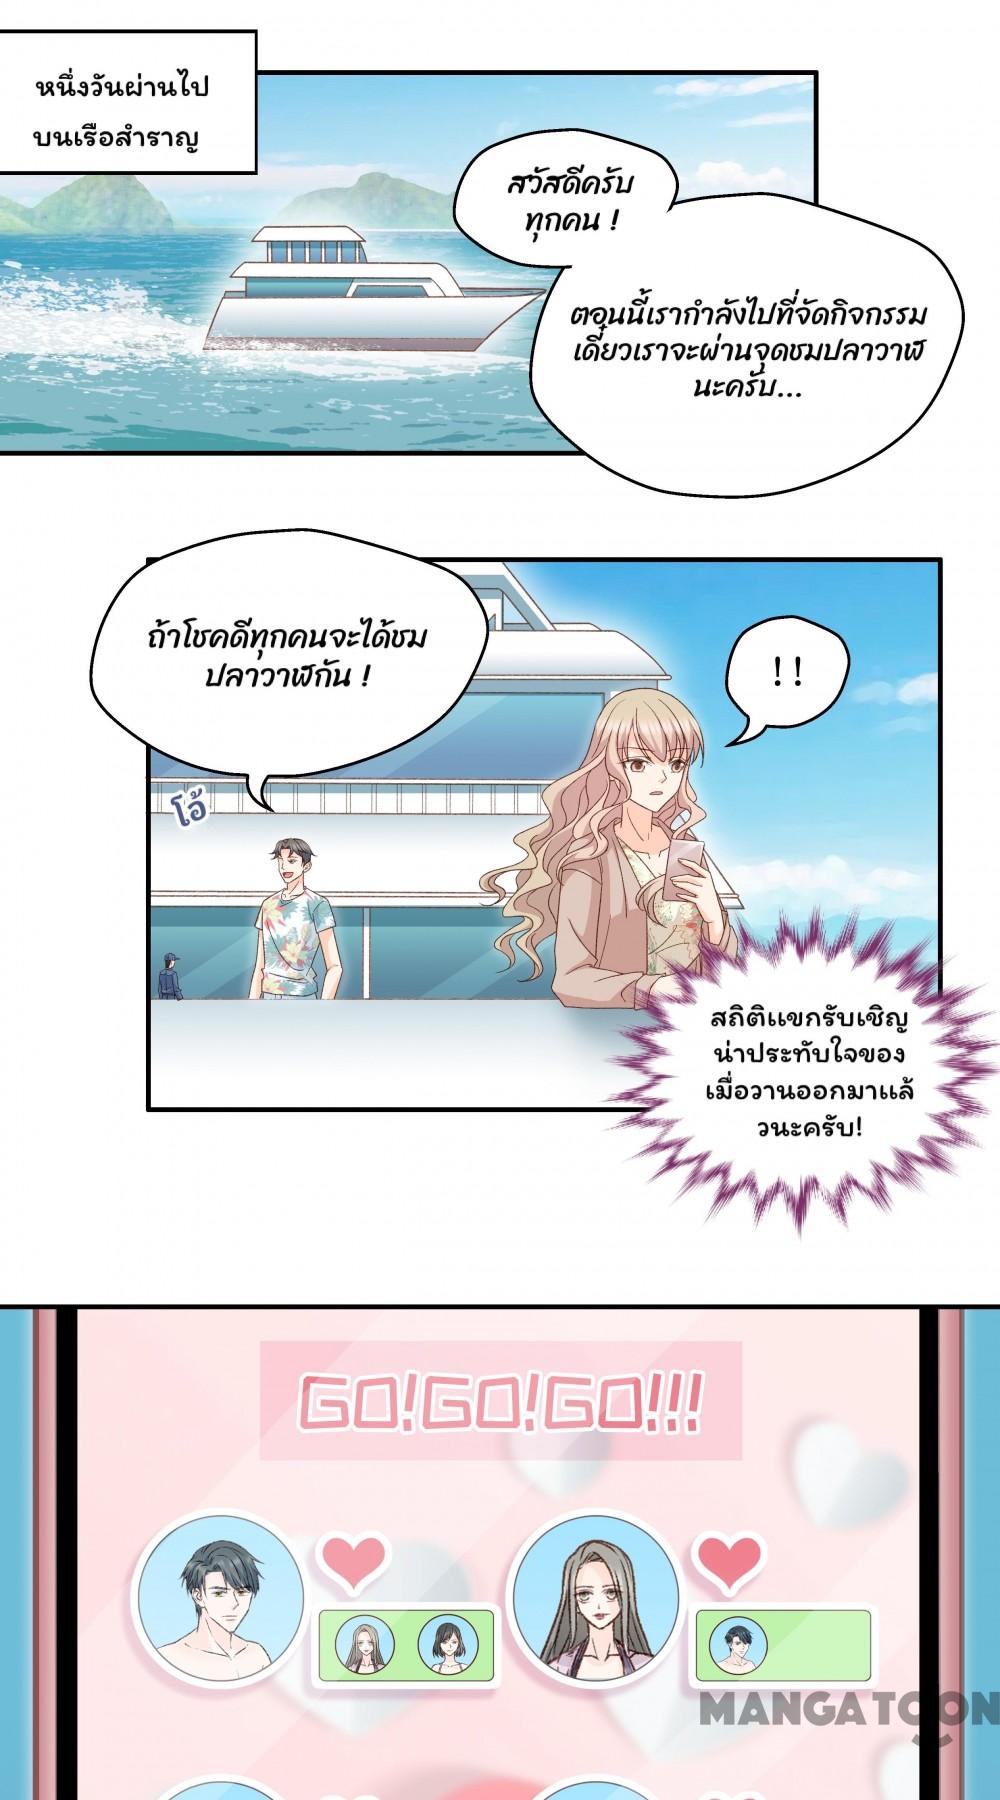 หนึ่งวันผ่านไป
บนเรือสำราญ
สวัสดีครับ
ทุกคน !
ตอนนี้เรากำลังไปที่จัดกิจกรรม
เดี๋ยวเราจะผ่านจุดชมปลาวาฬ
นะครับ...
ถ้าโชคดีทุกคนจะได้ชม
ปลาวาฬกัน !
! !
โอ้
สถิติแขกรับเชิญ
น่าประทับใจของ
เมื่อวานออกมาแล้
วนะครับ!
GO!GO!GO!!!
MANGATOON